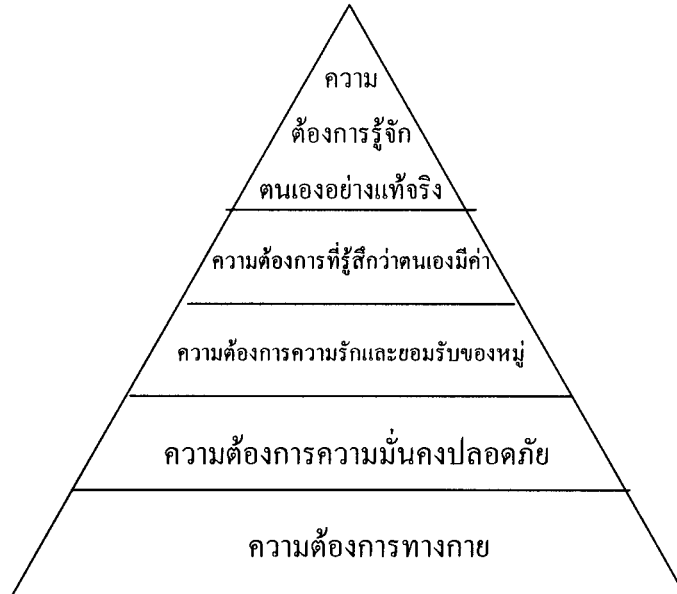 ความ
ต้องการรู้จัก
ตนเองอย่างแท้จริง
ความต้องการที่รู้สึกว่าตนเองมีค่า
ความต้องการความรักและยอมรับของหมู่
ความต้องการความมั่นคงปลอดภัย
ความต้องการทางกาย